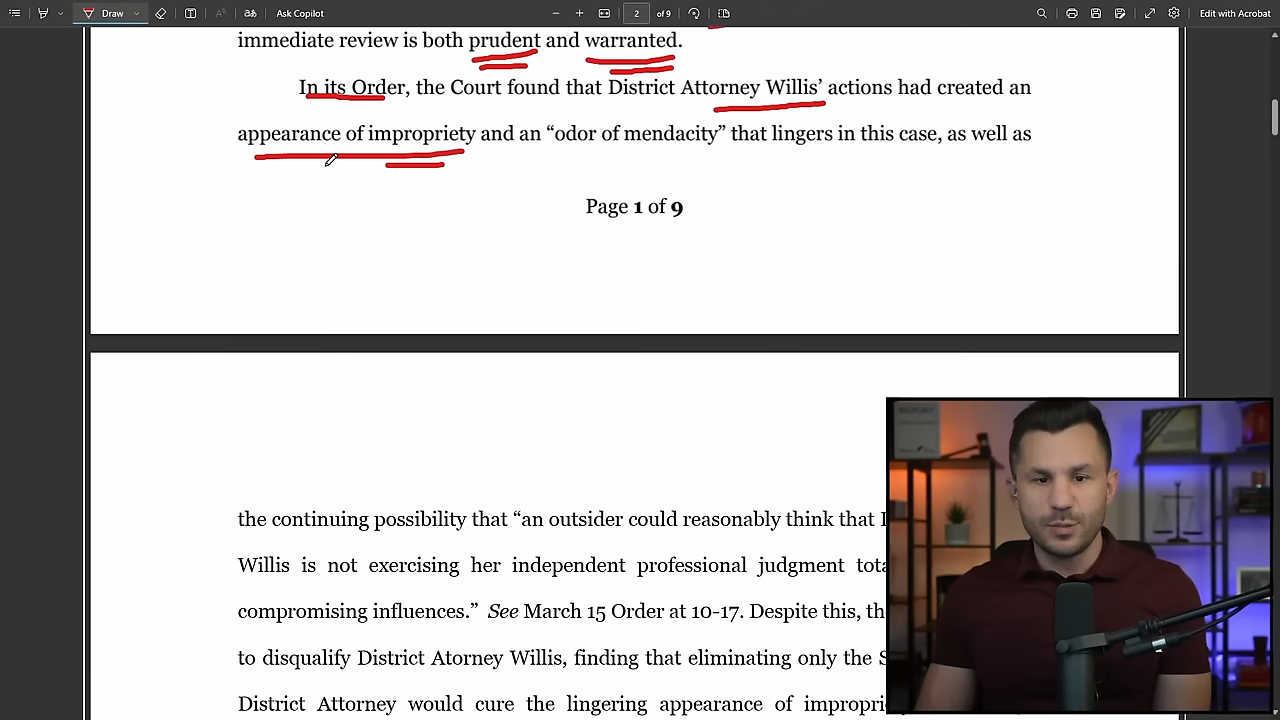 Draw
Ask Copilot
2 of 9
Edit with Acrobat
immediate review is both prudent and warranted.
In its Order, the Court found that District Attorney Willis’ actions had created an
appearance of impropriety and an “odor of mendacity” that lingers in this case, as well as
Page 1 of 9
the continuing possibility that “an outsider could reasonably think that
Willis is not exercising her independent professional judgment
compromising influences.” See March 15 Order at 10-17. Despite this,
to disqualify District Atorney Willis, finding that eliminating only the
District Attorney would cure the lingering appearance of